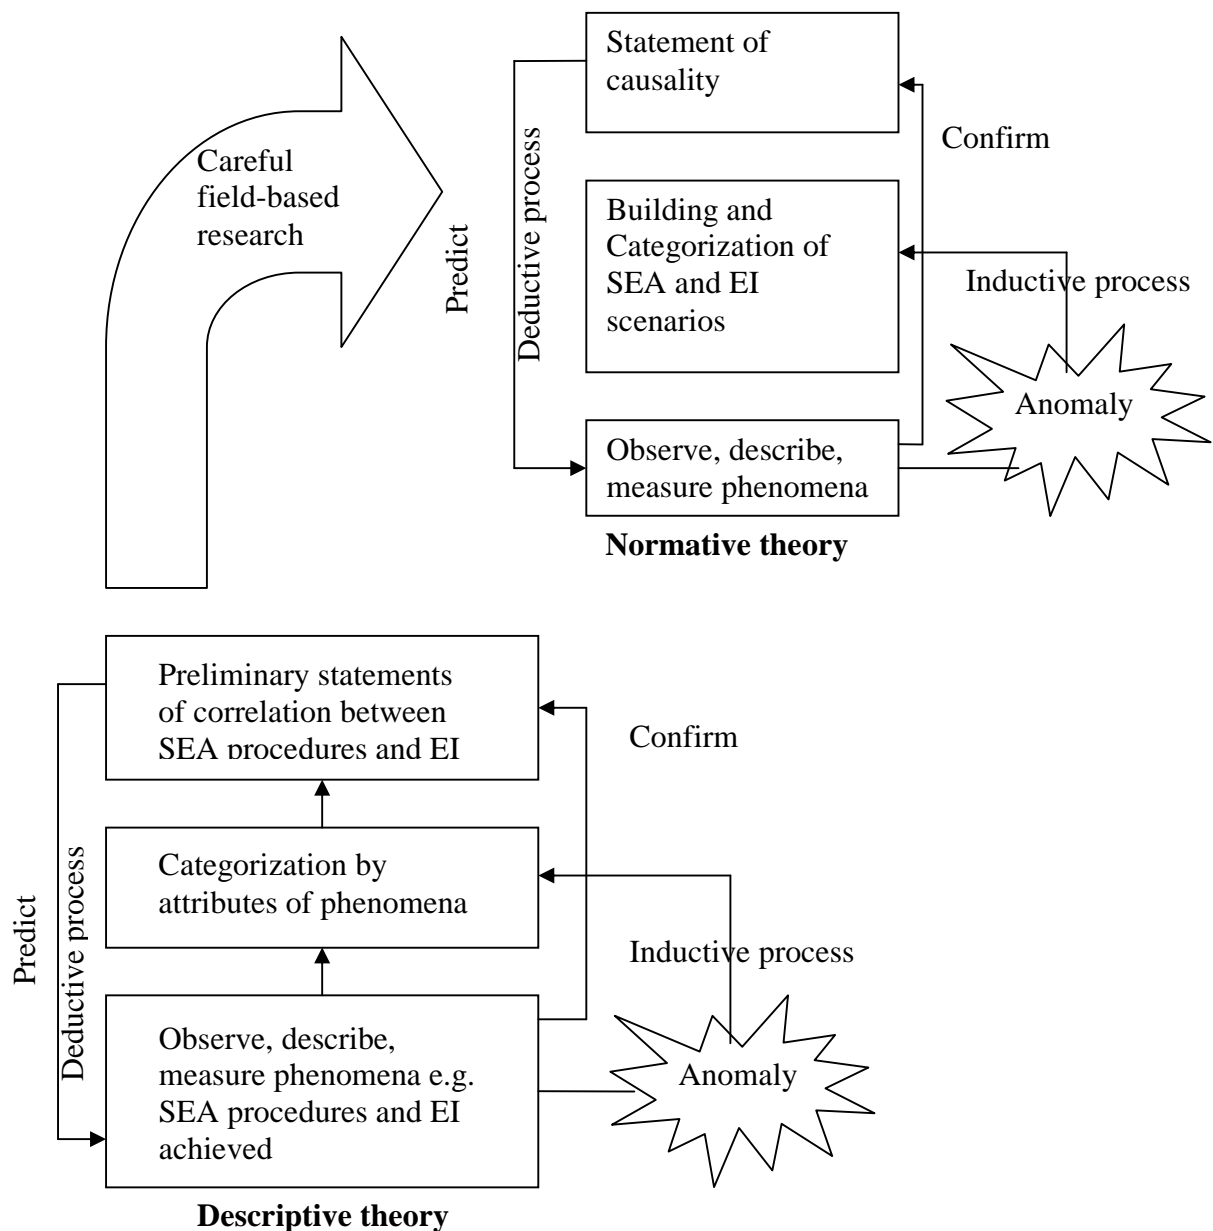 Statement of
causality
Confirm
Careful
field-based
research
Predict
Deductive process
Building and
Categorization of
SEA and EI
scenarios
Inductive process
Anomaly
Observe, describe,
measure phenomena
Normative theory
Preliminary statements
of correlation between
SEA procedures and EI
Confirm
Predict
Deductive process
Categorization by
attributes of phenomena
Inductive process
Observe, describe,
measure phenomena e.g.
SEA procedures and EI
achieved
Anomaly
Descriptive theory